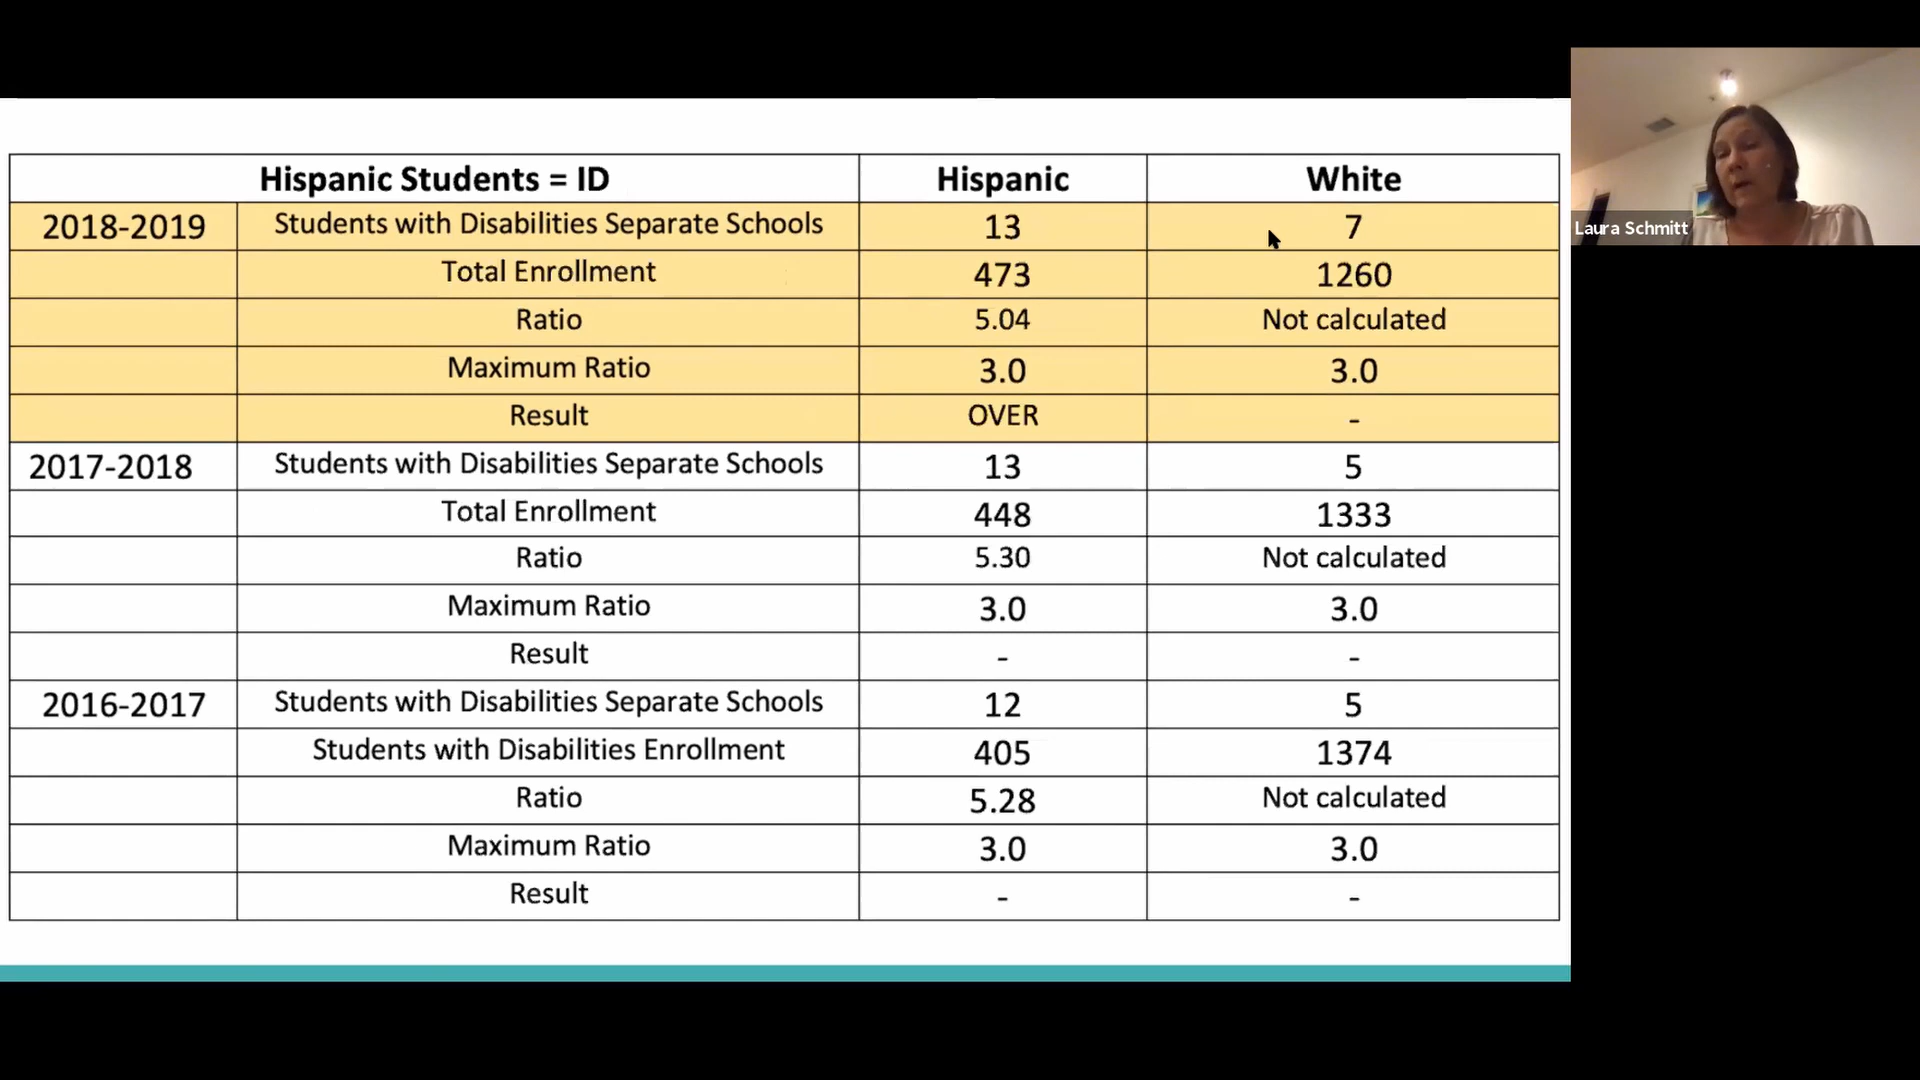 Hispanic Students = ID Hispanic White
2018-2019 Students with Disabilities Separate Schools 13 7
Total Enrollment 473 1260
Ratio 5.04 Not calculated
Maximum Ratio 3.0 3.0
Result OVER -
2017-2018 Students with Disabilities Separate Schools 13 5
Total Enrollment 448 1333
Ratio 5.30 Not calculated
Maximum Ratio 3.0 3.0
Result - -
2016-2017 Students with Disabilities Separate Schools 12 5
Students with Disabilities Enrollment 405 1374
Ratio 5.28 Not calculated
Maximum Ratio 3.0 3.0
Result - -
Laura Schmitt